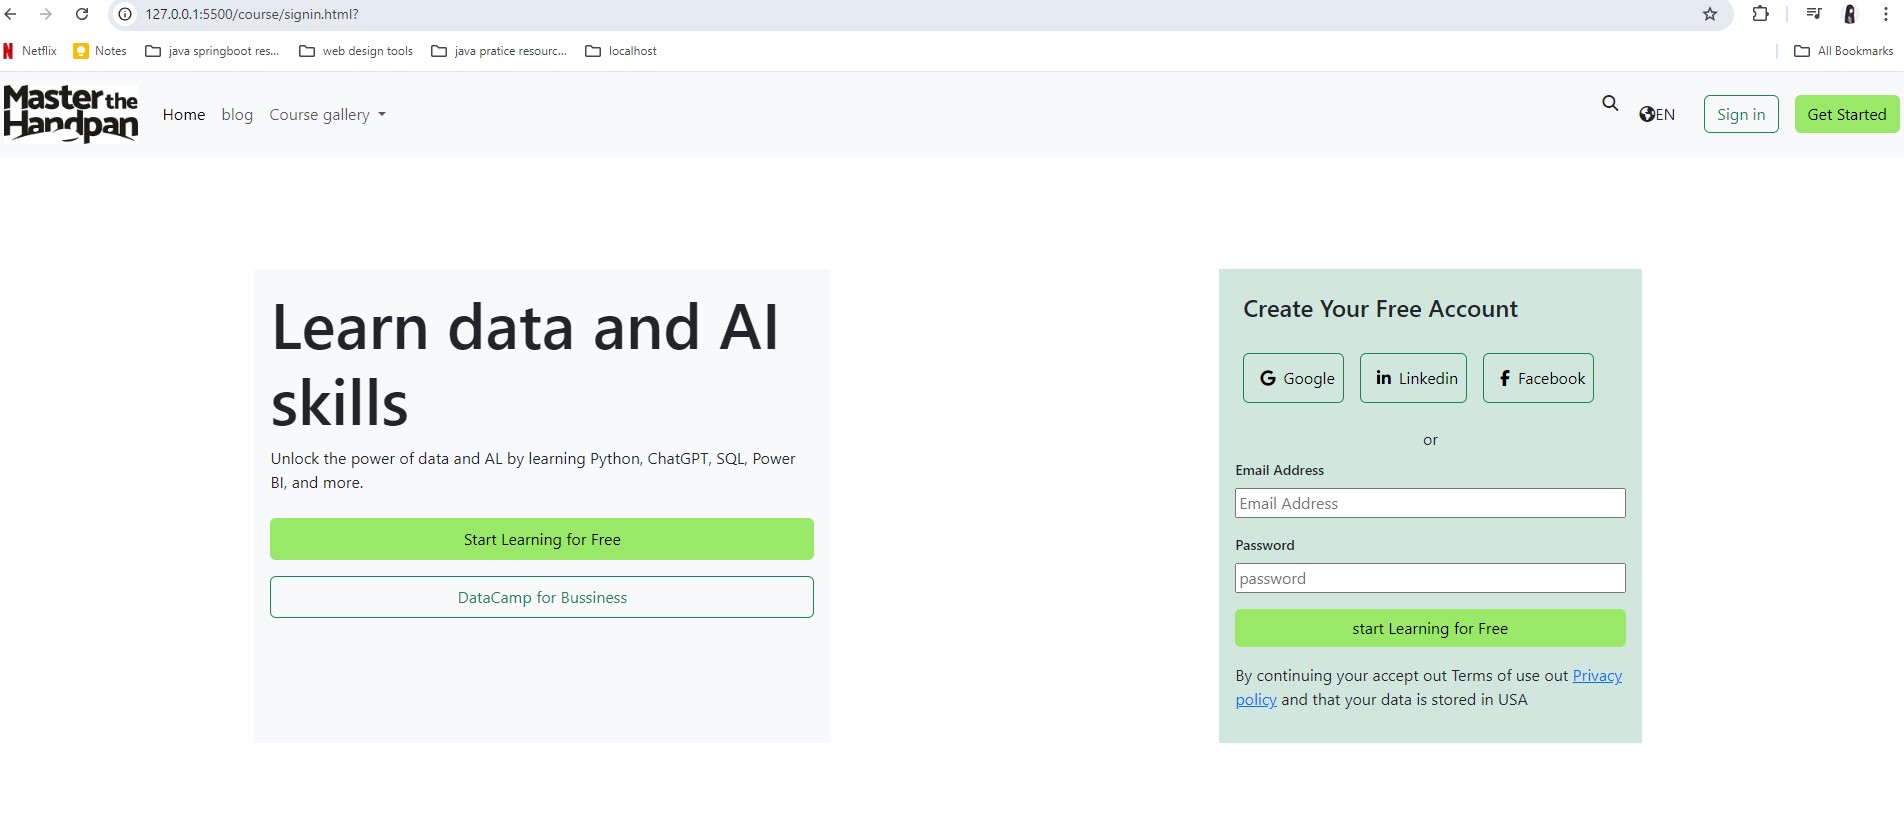 127.0.0.1:5500/course/signin.html?
Netflix Notes java springboot res... web design tools java pratice resourc... localhost All Bookmarks
Master the
Handpan
Home blog Course gallery EN Sign in Get Started
Learn data and AI
skills
Unlock the power of data and AL by learning Python, ChatGPT, SQL, Power
BI, and more.
Start Learning for Free
DataCamp for Bussiness
Create Your Free Account
G Google in Linkedin f Facebook
or
Email Address
Email Address
Password
password
start Learning for Free
By continuing your accept out Terms of use out Privacy
policy and that your data is stored in USA